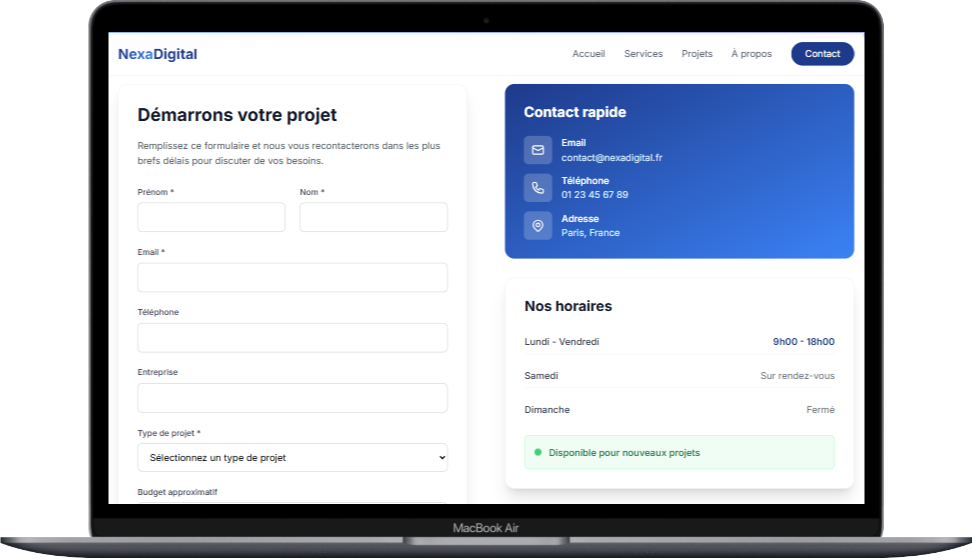 NexaDigital
Accueil
Services
Projets
À propos
Contact
Démarrons votre projet
Remplissez ce formulaire et nous vous recontacterons dans les plus
brefs délais pour discuter de vos besoins.
Prénom *
Nom *
Email *
Téléphone
Entreprise
Type de projet *
Sélectionnez un type de projet
Budget approximatif
Contact rapide
Email
contact@nexadigital.fr
Téléphone
01 23 45 67 89
Adresse
Paris, France
Nos horaires
Lundi - Vendredi
9h00 - 18h00
Samedi
Sur rendez-vous
Dimanche
Fermé
Disponible pour nouveaux projets
MacBook Air